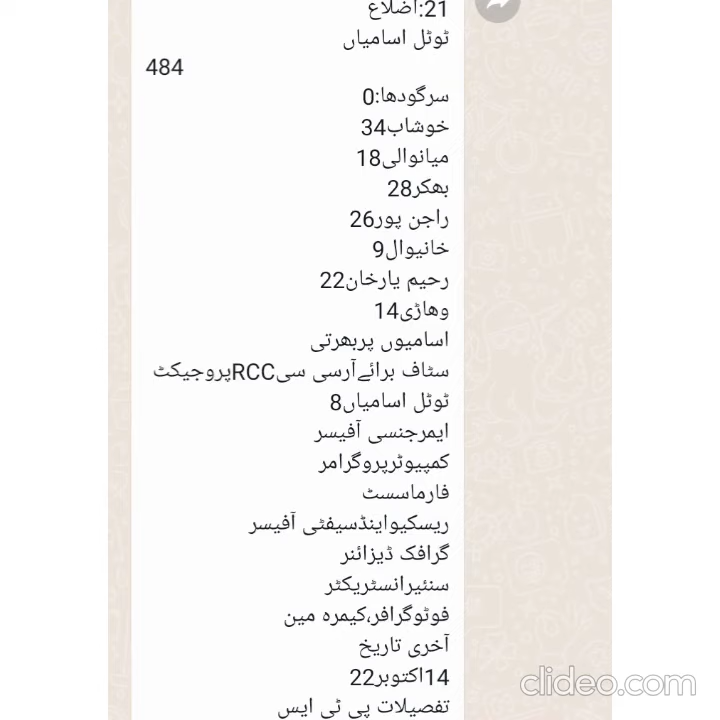 21:اضلاع
ٹوٹل اسامیاں
484
سرگودھا:0
خوشاب34
میانوالی18
بھکر28
راجن پور26
خانیوال9
رحیم یارخان22
وھاڑی14
اسامیوں پربھرتی
سٹاف برائےآرسی سیRCCپروجیکٹ
ٹوٹل اسامیاں8
ایمرجنسی آفیسر
کمپیوٹرپروگرامر
فارماسسٹ
ریسکیواینڈسیفٹی آفیسر
گرافک ڈیزائنر
سنئیرانسٹریکٹر
فوٹوگرافر،کیمرہ مین
آخری تاریخ
14اکتوبر22
تفصیلات پی ٹی ایس
clideo.com